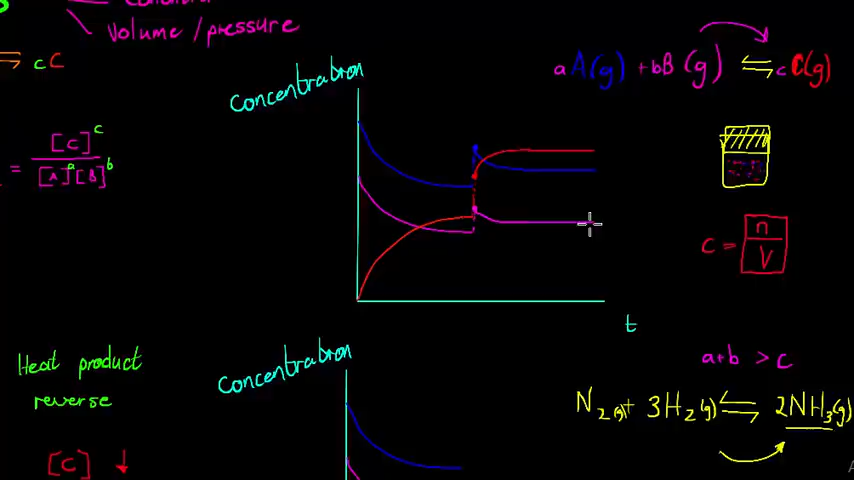 Volume/pressure
⇌ cC
= [C]^c / [A]^a [B]^b
Concentration
t
aA(g) + bB(g) ⇌ cC(g)
C = n/V
a+b > c
N2(g) + 3H2(g) ⇌ 2NH3(g)
Heat product
reverse
[C] ↓
Concentration